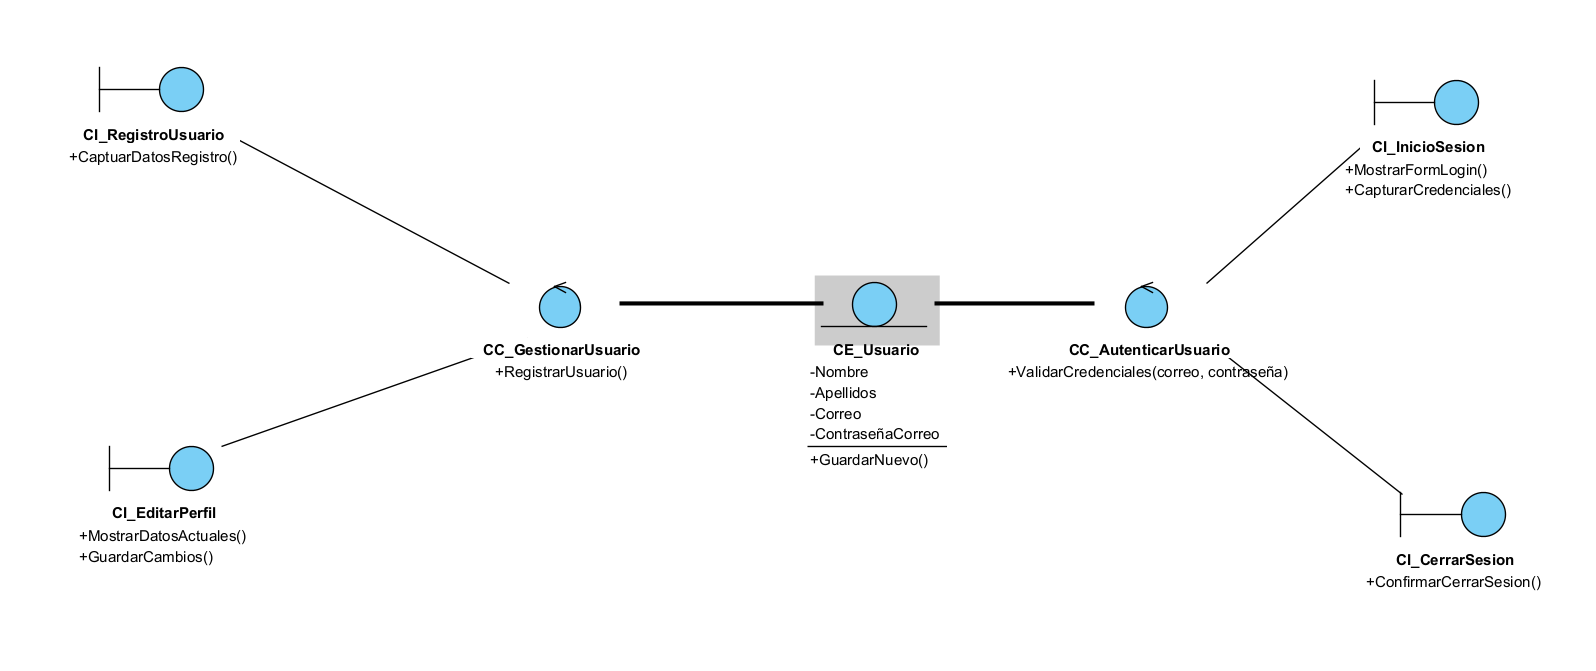 CI_RegistroUsuario
+CaptuarDatosRegistro()
CI_InicioSesion
+MostrarFormLogin()
+CapturarCredenciales()
CC_GestionarUsuario
+RegistrarUsuario()
CE_Usuario
-Nombre
-Apellidos
-Correo
-ContraseñaCorreo
+GuardarNuevo()
CC_AutenticarUsuario
+ValidarCredenciales(correo, contraseña)
CI_EditarPerfil
+MostrarDatosActuales()
+GuardarCambios()
CI_CerrarSesion
+ConfirmarCerrarSesion()